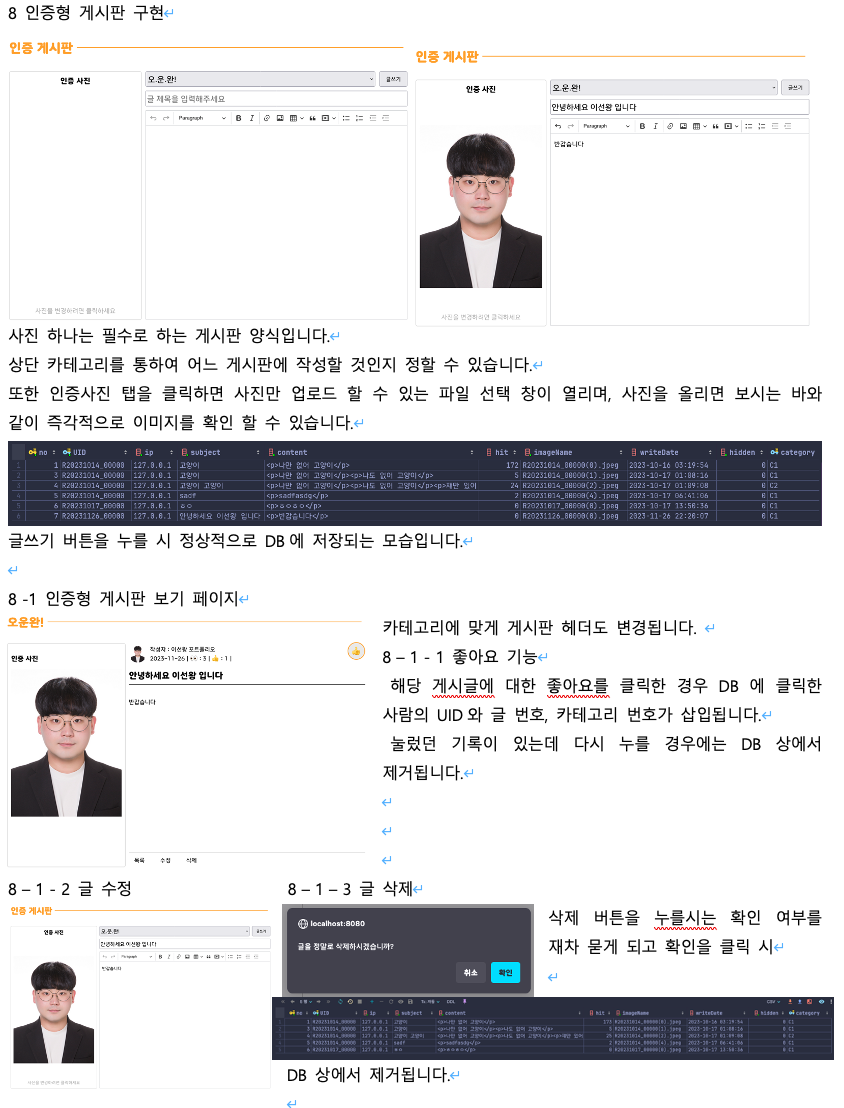 8 인증형 게시판 구현
인증 게시판
인증 사진
오.운.완!
글쓰기
글 제목을 입력해주세요
Paragraph
사진을 변경하려면 클릭하세요
인증 게시판
인증 사진
오.운.완!
글쓰기
안녕하세요 이선왕 입니다
Paragraph
반갑습니다
사진을 변경하려면 클릭하세요
사진 하나는 필수로 하는 게시판 양식입니다.
상단 카테고리를 통하여 어느 게시판에 작성할 것인지 정할 수 있습니다.
또한 인증사진 탭을 클릭하면 사진만 업로드 할 수 있는 파일 선택 창이 열리며, 사진을 올리면 보시는 바와
같이 즉각적으로 이미지를 확인 할 수 있습니다.
no UID ip subject content hit imageName writeDate hidden category
1 1 R20231014_00000 127.0.0.1 고양이 <p>나만 없어 고양이</p> 172 R20231014_00000(0).jpeg 2023-10-16 03:19:54 0 C1
2 3 R20231014_00000 127.0.0.1 고양이 <p>나만 없어 고양이</p><p>나도 없어 고양이</p> 5 R20231014_00000(1).jpeg 2023-10-17 01:08:16 0 C1
3 4 R20231014_00000 127.0.0.1 고양이 고양이 <p>나만 없어 고양이</p><p>나도 없어 고양이</p><p>쟤만 있어 24 R20231014_00000(2).jpeg 2023-10-17 01:09:08 0 C1
4 5 R20231014_00000 127.0.0.1 sadf <p>sadfasdg</p> 2 R20231014_00000(4).jpeg 2023-10-17 06:41:06 0 C1
5 6 R20231017_00000 127.0.0.1 ㅎㅇ 0 R20231017_00000(0).jpeg 2023-10-17 13:50:36 0 C1
6 7 R20231126_00000 127.0.0.1 안녕하세요 이선왕 입니다 <p>반갑습니다</p> 0 R20231126_00000(0).jpeg 2023-11-26 22:20:07 0 C1
글쓰기 버튼을 누를 시 정상적으로 DB 에 저장되는 모습입니다.
8 -1 인증형 게시판 보기 페이지
오운완!
인증 사진
작성자 : 이선왕 포트폴리오
2023-11-26 | 👀 : 3 | 👍 : 1 |
👍
안녕하세요 이선왕 입니다
반갑습니다
목록 수정 삭제
카테고리에 맞게 게시판 헤더도 변경됩니다.
8 – 1 - 1 좋아요 기능
해당 게시글에 대한 좋아요를 클릭한 경우 DB 에 클릭한
사람의 UID 와 글 번호, 카테고리 번호가 삽입됩니다.
눌렀던 기록이 있는데 다시 누를 경우에는 DB 상에서
제거됩니다.
8 – 1 - 2 글 수정
인증 게시판
인증 사진
오.운.완!
글쓰기
안녕하세요 이선왕 입니다
Paragraph
반갑습니다
8 – 1 – 3 글 삭제
localhost:8080
글을 정말로 삭제하시겠습니까?
취소 확인
삭제 버튼을 누를시는 확인 여부를
재차 묻게 되고 확인을 클릭 시
DDL CSV
no UID ip subject content hit imageName writeDate hidden category
DB 상에서 제거됩니다.